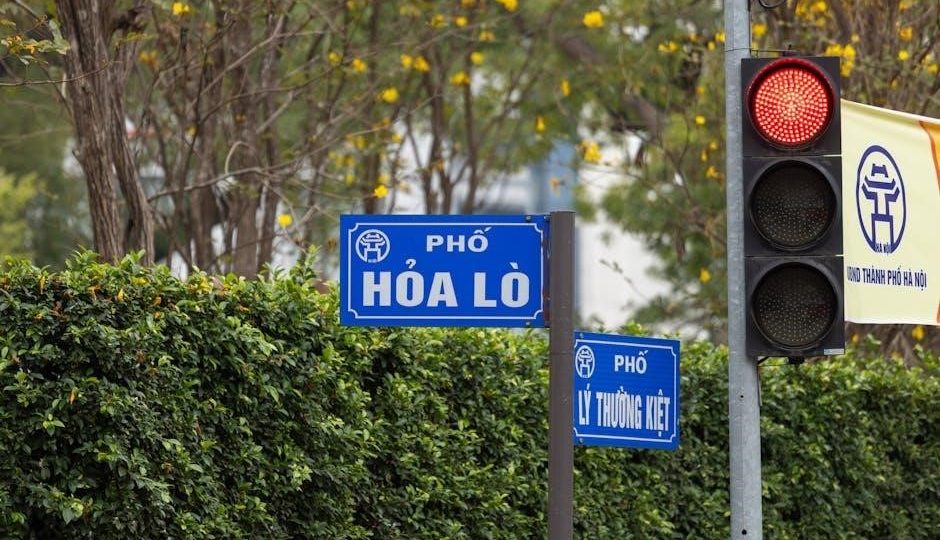 PHỐ
HỎA LÒ
PHỐ
LÝ THƯỜNG KIỆT
HÀ NỘI
UBND THÀNH PHỐ HÀ NỘI